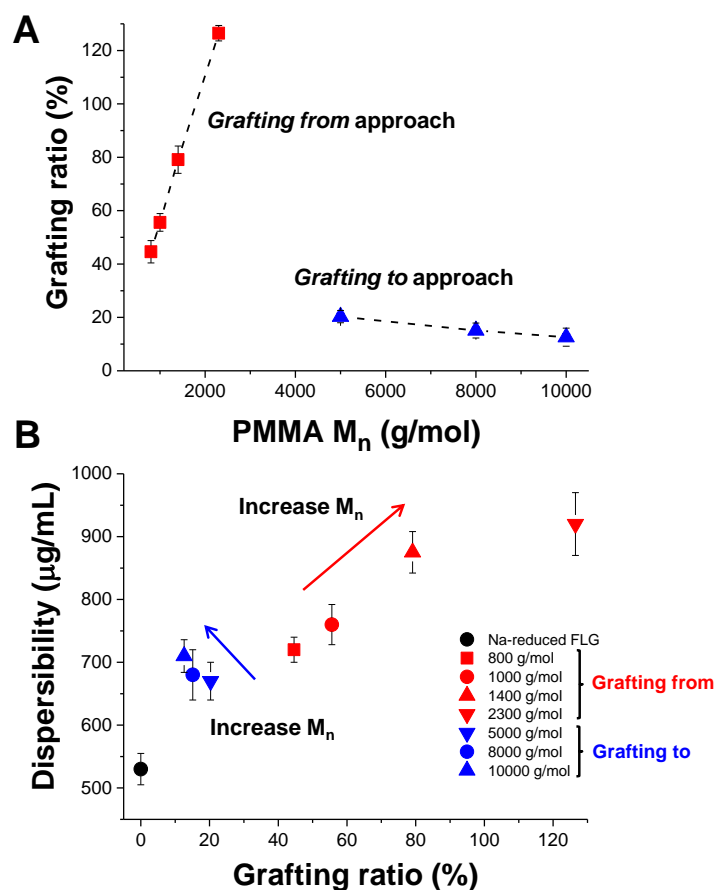 A
Grafting ratio (%)
120
100
80
60
40
20
0
Grafting from approach
Grafting to approach
2000
4000
6000
8000
10000
PMMA Mn (g/mol)
B
Dispersibility (µg/mL)
1000
900
800
700
600
500
Increase Mn
Increase Mn
Na-reduced FLG
800 g/mol
1000 g/mol
1400 g/mol
2300 g/mol
5000 g/mol
8000 g/mol
10000 g/mol
Grafting from
Grafting to
0
20
40
60
80
100
120
Grafting ratio (%)